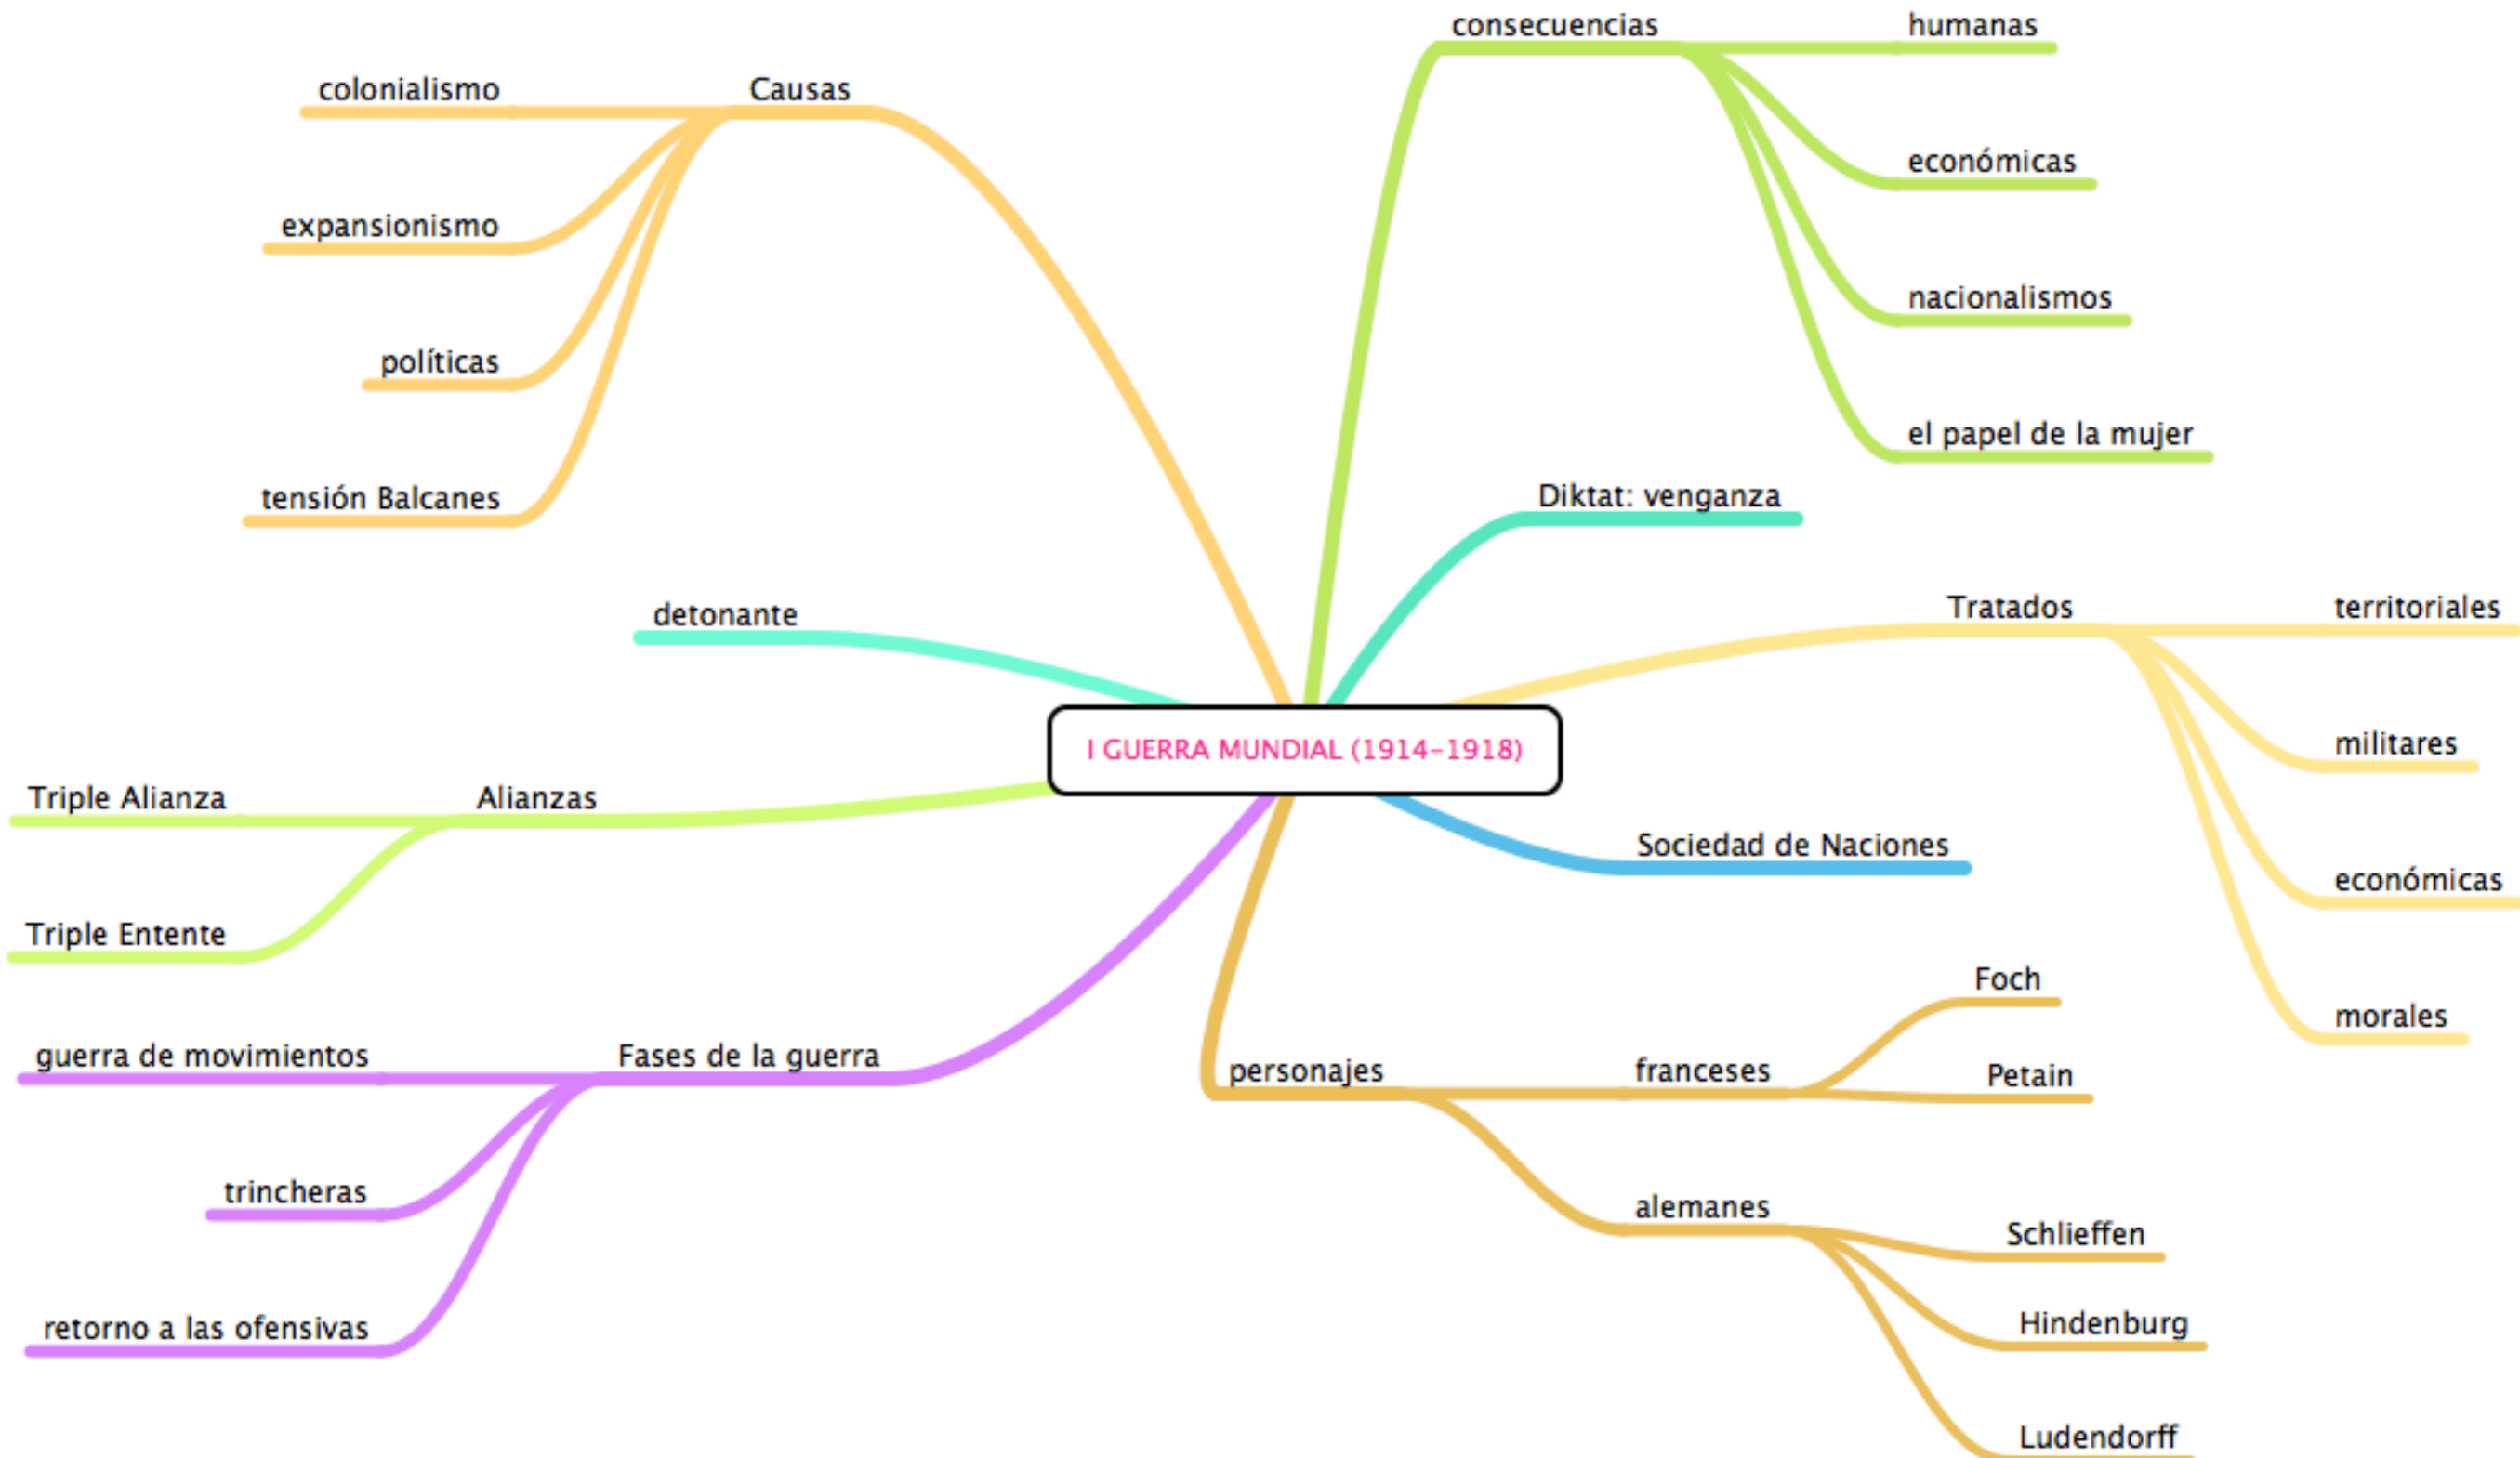 I GUERRA MUNDIAL (1914-1918)
Causas
colonialismo
expansionismo
políticas
tensión Balcanes
detonante
Alianzas
Triple Alianza
Triple Entente
Fases de la guerra
guerra de movimientos
trincheras
retorno a las ofensivas
consecuencias
humanas
económicas
nacionalismos
el papel de la mujer
Diktat: venganza
Tratados
territoriales
militares
económicas
morales
Sociedad de Naciones
personajes
franceses
Foch
Petain
alemanes
Schlieffen
Hindenburg
Ludendorff